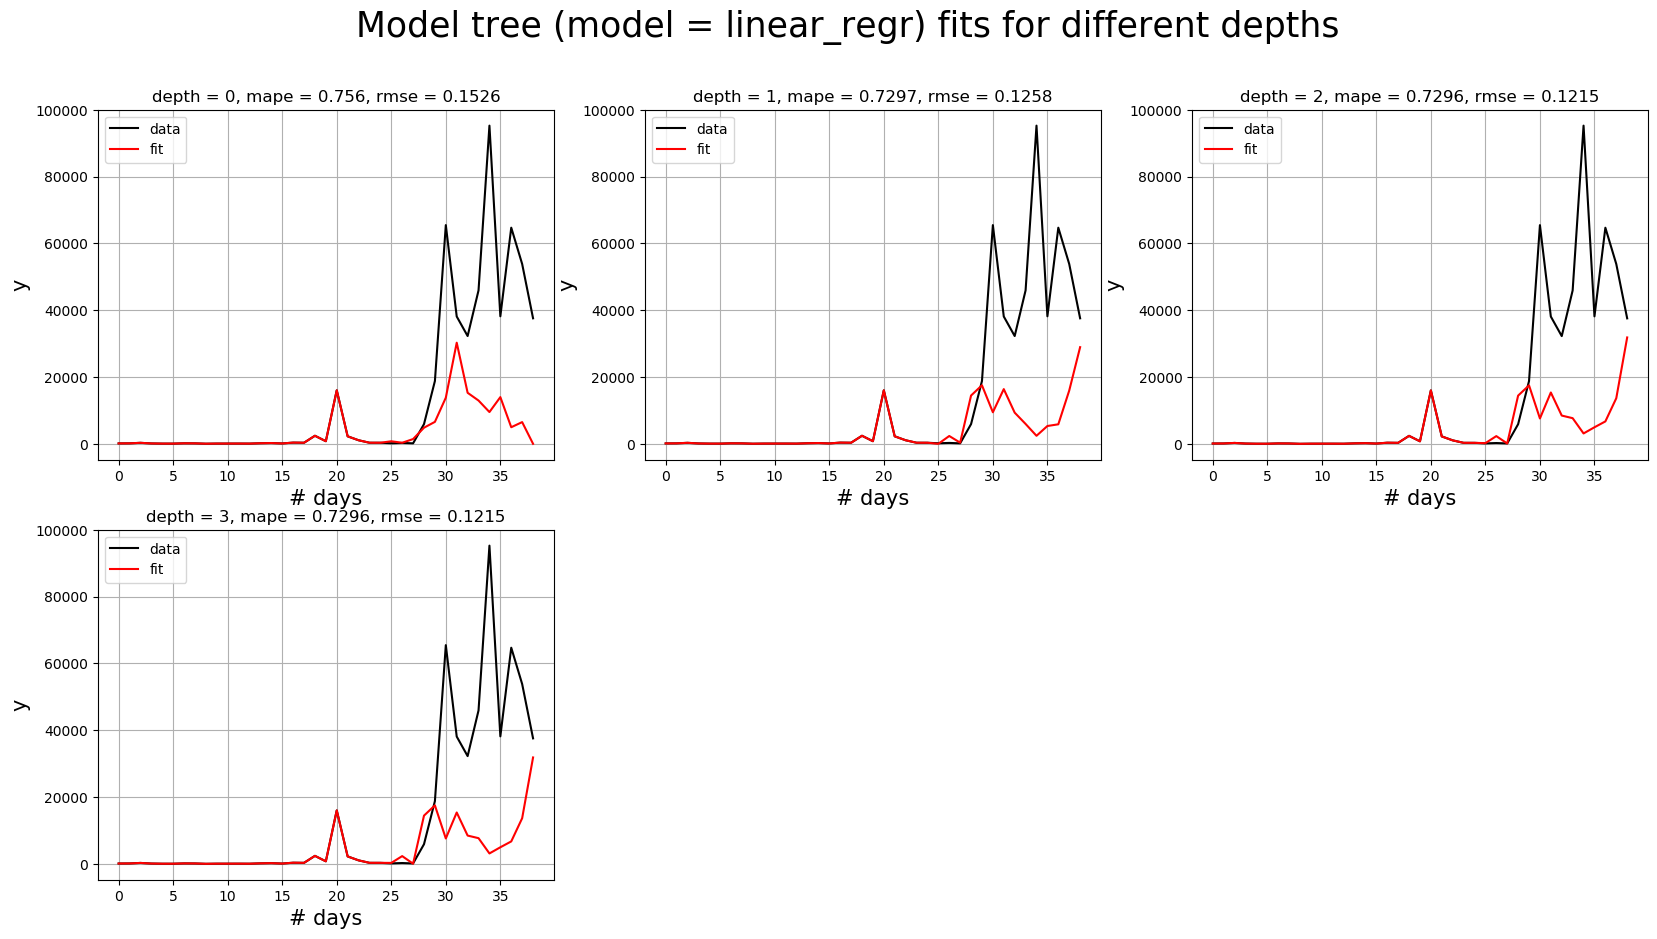 Model tree (model = linear_regr) fits for different depths
depth = 0, mape = 0.756, rmse = 0.1526
100000
80000
60000
40000
20000
0
y
data
fit
0 5 10 15 20 25 30 35
# days
depth = 1, mape = 0.7297, rmse = 0.1258
100000
80000
60000
40000
20000
0
y
data
fit
0 5 10 15 20 25 30 35
# days
depth = 2, mape = 0.7296, rmse = 0.1215
100000
80000
60000
40000
20000
0
y
data
fit
0 5 10 15 20 25 30 35
# days
depth = 3, mape = 0.7296, rmse = 0.1215
100000
80000
60000
40000
20000
0
y
data
fit
0 5 10 15 20 25 30 35
# days